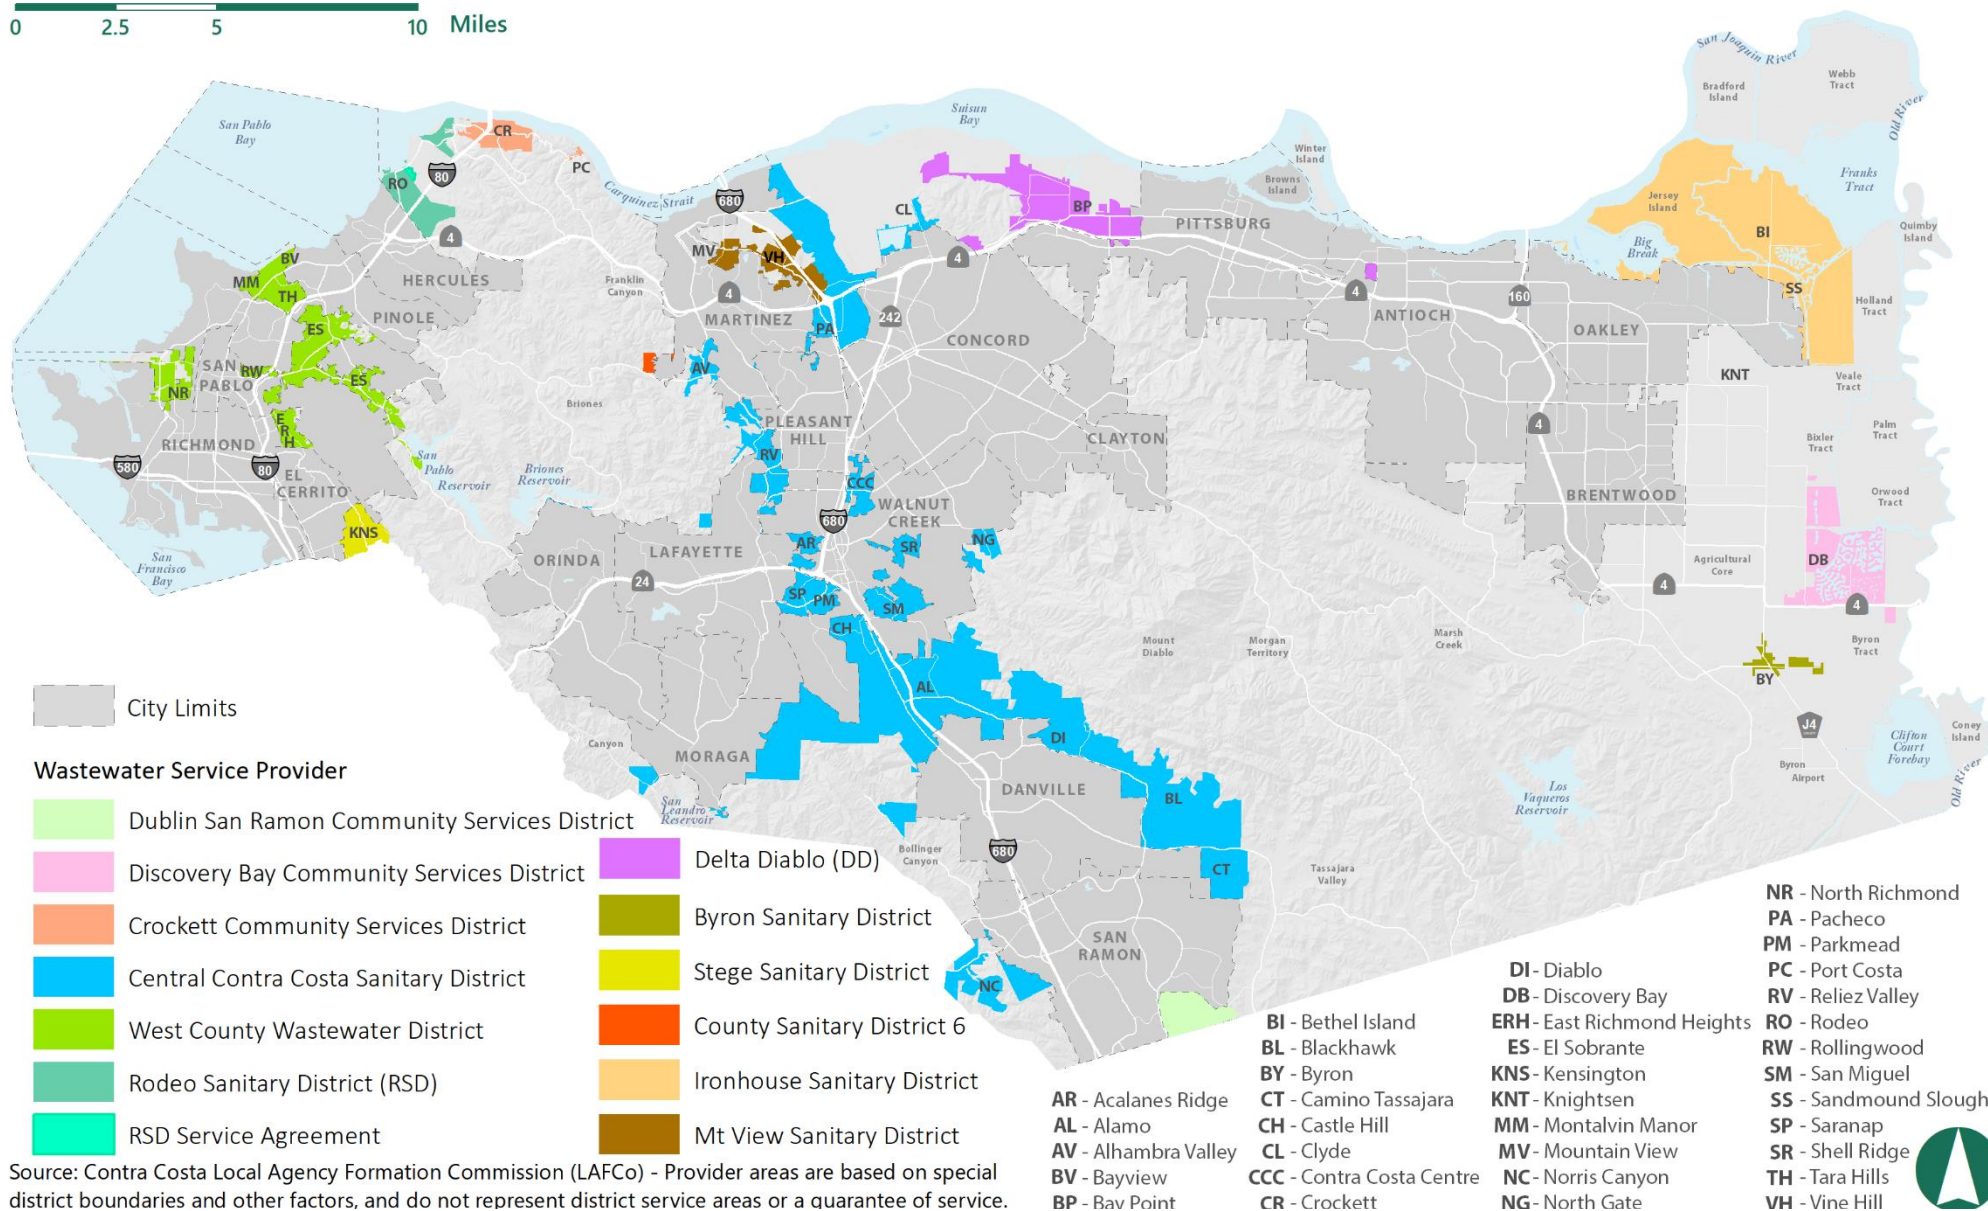 0 2.5 5 10 Miles
San Joaquin River
Bradford
Island
Webb
Tract
Old River
San Pablo
Bay
Suisun
Bay
CR
PC
RO
80
4
Carquinez Strait
680
Winter
Island
Browns
Island
Franks
Tract
Jersey
Island
Quimby
Island
CL
BP
PITTSBURG
BI
Big
Break
BV
MM
TH
HERCULES
Franklin
Canyon
MV
VH
4
4
MARTINEZ
PA
242
4
160
SS
Holland
Tract
ES
PINOLE
CONCORD
ANTIOCH
OAKLEY
SAN
PABLO
RW
NR
ES
AV
Briones
KNT
Veale
Tract
E
R
H
RICHMOND
PLEASANT
HILL
CLAYTON
4
Palm
Tract
Bixler
Tract
580
80
EL
CERRITO
San
Pablo
Reservoir
Briones
Reservoir
RV
CCC
WALNUT
CREEK
680
BRENTWOOD
Orwood
Tract
KNS
San
Francisco
Bay
ORINDA
LAFAYETTE
24
AR
SR
NG
SP
PM
SM
CH
DB
Agricultural
Core
4
4
Mount
Diablo
Morgan
Territory
Marsh
Creek
Byron
Tract
BY
AL
J4
Coney
Island
Clifton
Court
Forebay
Byron
Airport
Old River
Canyon
MORAGA
DI
San
Leandro
Reservoir
DANVILLE
BL
Los
Vaqueros
Reservoir
Bollinger
Canyon
680
CT
Tassajara
Valley
SAN
RAMON
NC
City Limits
Wastewater Service Provider
Dublin San Ramon Community Services District
Discovery Bay Community Services District
Crockett Community Services District
Central Contra Costa Sanitary District
West County Wastewater District
Rodeo Sanitary District (RSD)
RSD Service Agreement
Delta Diablo (DD)
Byron Sanitary District
Stege Sanitary District
County Sanitary District 6
Ironhouse Sanitary District
Mt View Sanitary District
AR - Acalanes Ridge
AL - Alamo
AV - Alhambra Valley
BV - Bayview
BP - Bay Point
BI - Bethel Island
BL - Blackhawk
BY - Byron
CT - Camino Tassajara
CH - Castle Hill
CL - Clyde
CCC - Contra Costa Centre
CR - Crockett
DI - Diablo
DB - Discovery Bay
ERH - East Richmond Heights
ES - El Sobrante
KNS - Kensington
KNT - Knightsen
MM - Montalvin Manor
MV - Mountain View
NC - Norris Canyon
NG - North Gate
NR - North Richmond
PA - Pacheco
PM - Parkmead
PC - Port Costa
RV - Reliez Valley
RO - Rodeo
RW - Rollingwood
SM - San Miguel
SS - Sandmound Slough
SP - Saranap
SR - Shell Ridge
TH - Tara Hills
VH - Vine Hill
Source: Contra Costa Local Agency Formation Commission (LAFCo) - Provider areas are based on special
district boundaries and other factors, and do not represent district service areas or a guarantee of service.